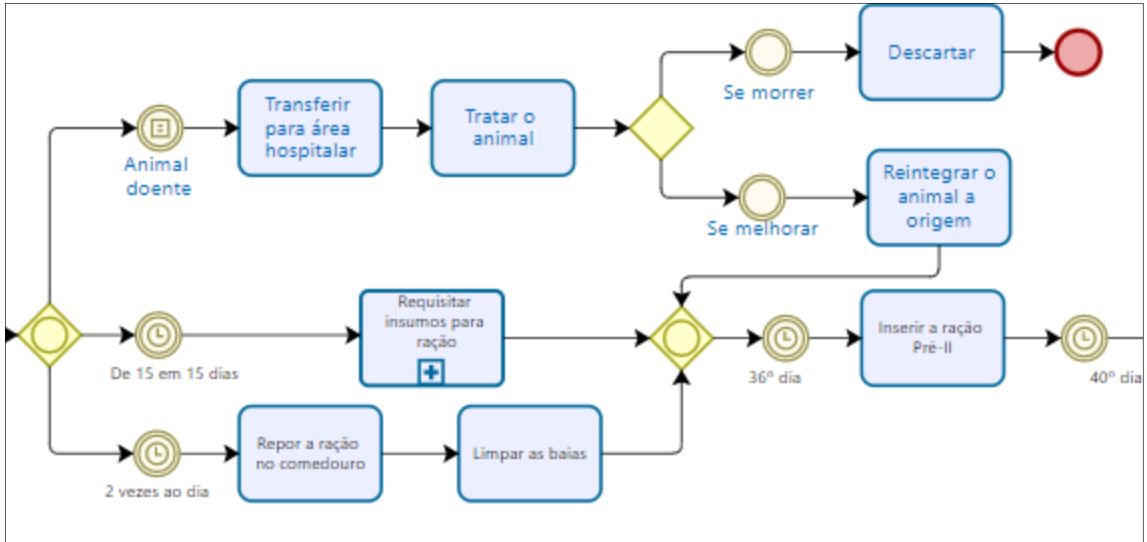 Se morrer
Descartar
Animal
doente
Transferir
para área
hospitalar
Tratar o
animal
Se melhorar
Reintegrar o
animal a
origem
De 15 em 15 dias
Requisitar
insumos para
ração
36º dia
Inserir a ração
Pré-II
40º dia
2 vezes ao dia
Repor a ração
no comedouro
Limpar as baias